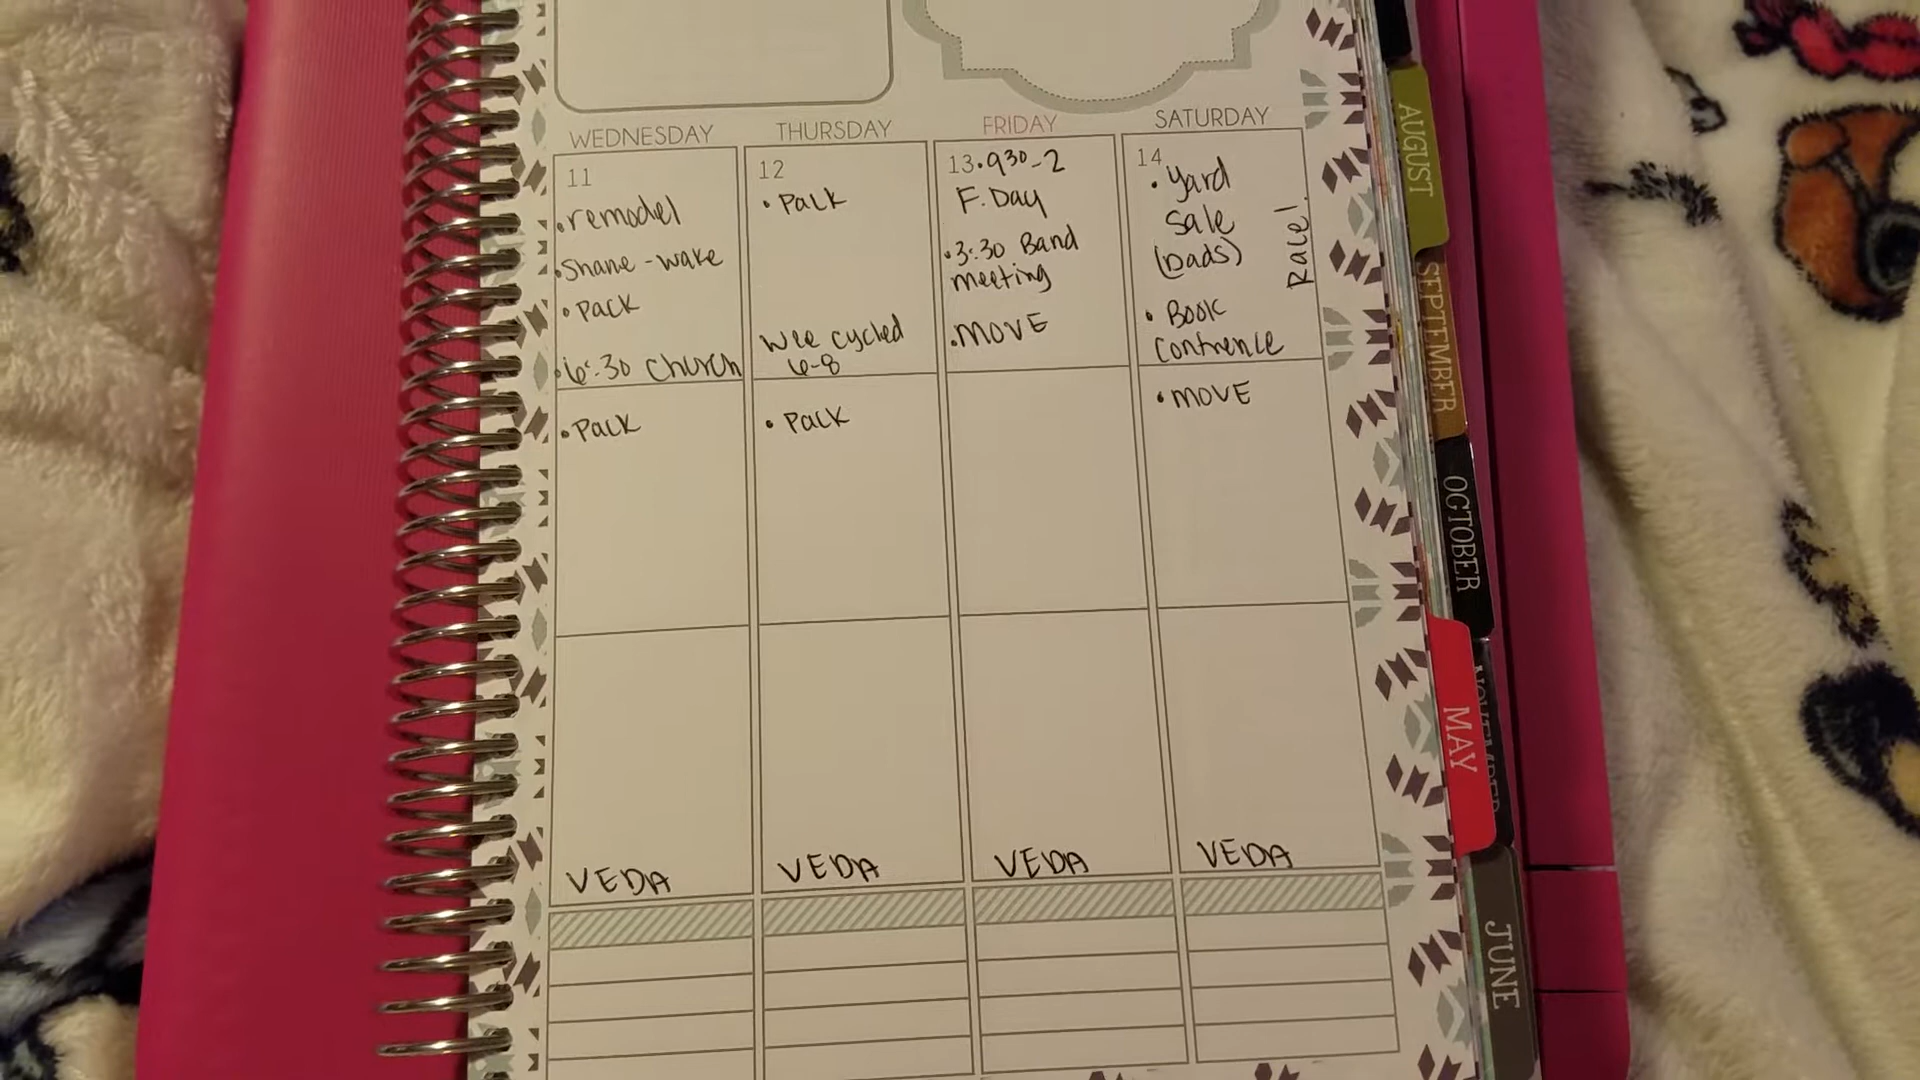 WEDNESDAY
11
• remodel
• Shane - wake
• Pack
• 6:30 Church
• Pack
VEDA
THURSDAY
12
• Pack
Wee cycled
6-8
• Pack
VEDA
FRIDAY
13 • 9³⁰-2
F. Day
• 3:30 Band
meeting
• MOVE
VEDA
SATURDAY
14
• Yard
Sale
(Dads)
Race!
• Book
Contrence
• MOVE
VEDA
AUGUST
SEPTEMBER
OCTOBER
NOVEMBER
MAY
JUNE